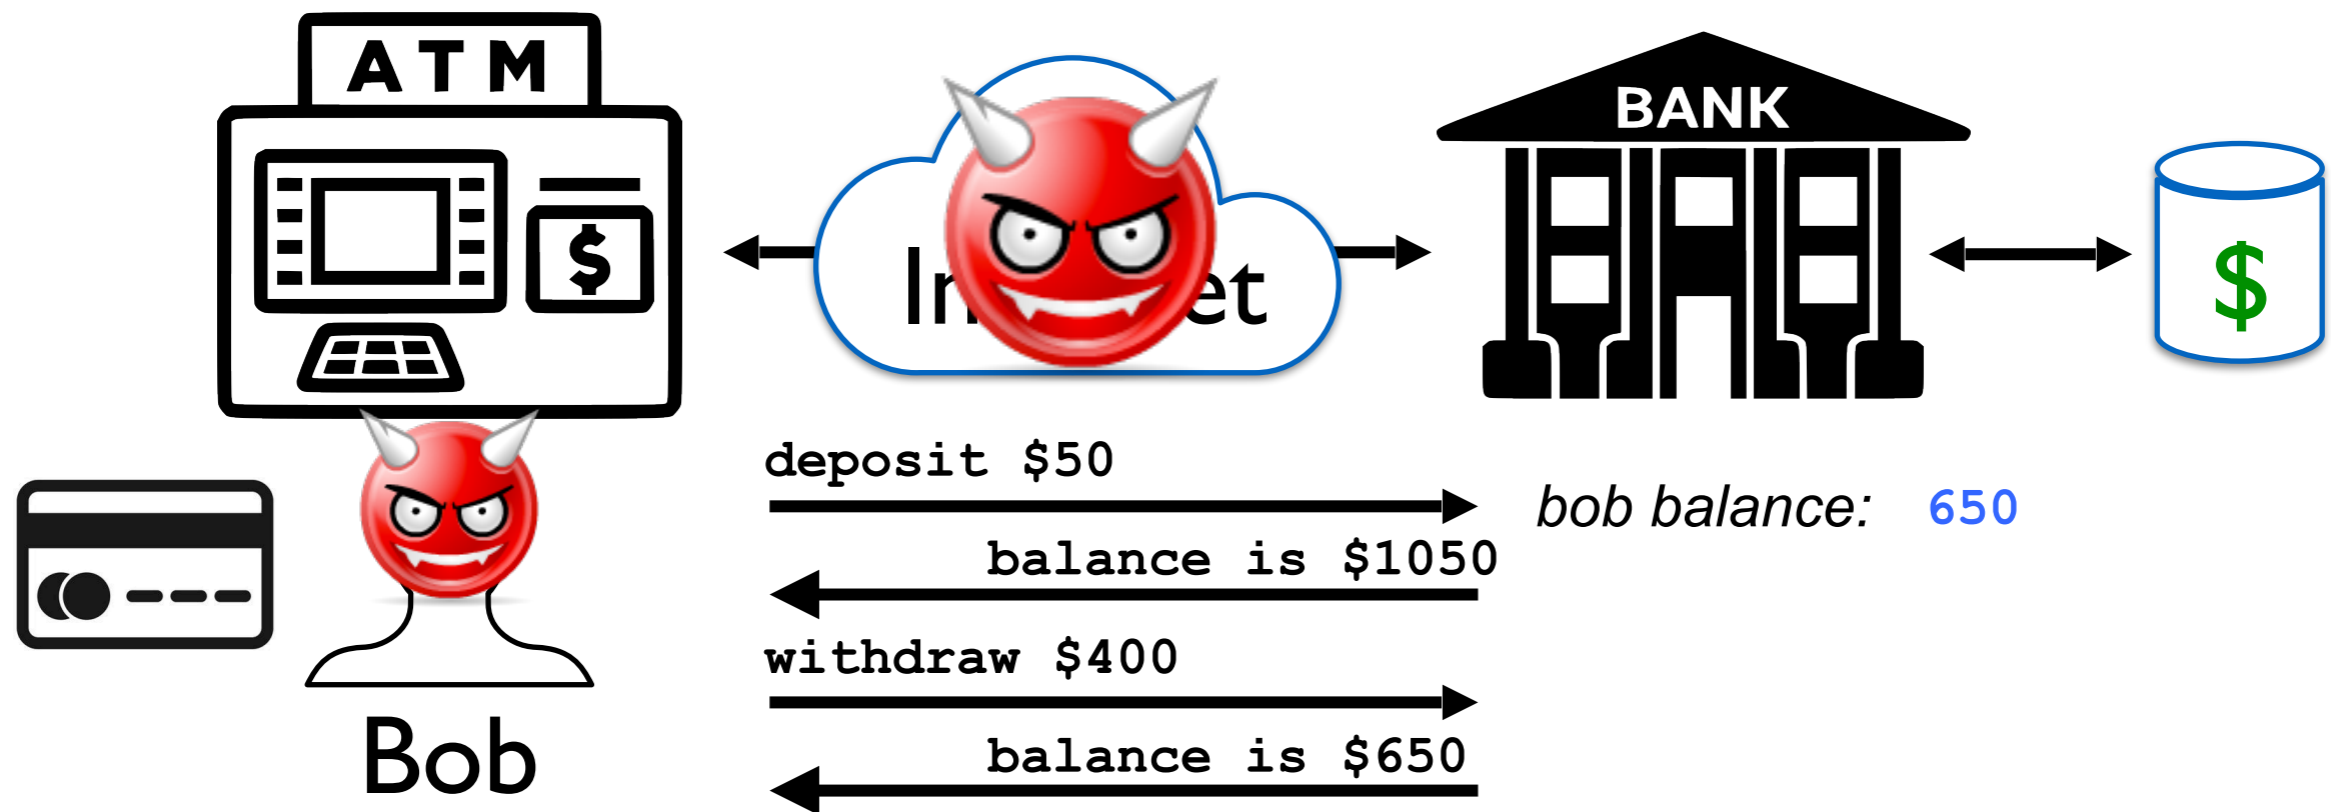 ATM
BANK
$
$
deposit $50
bob balance: 650
balance is $1050
withdraw $400
balance is $650
Bob